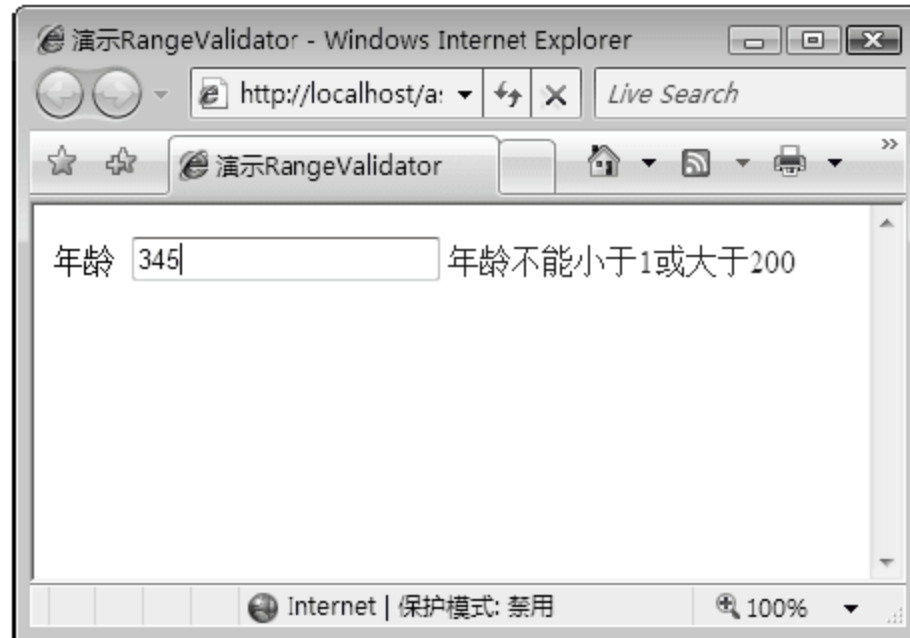 演示RangeValidator - Windows Internet Explorer
http://localhost/a:
Live Search
演示RangeValidator
年龄 345 年龄不能小于1或大于200
Internet | 保护模式: 禁用
100%